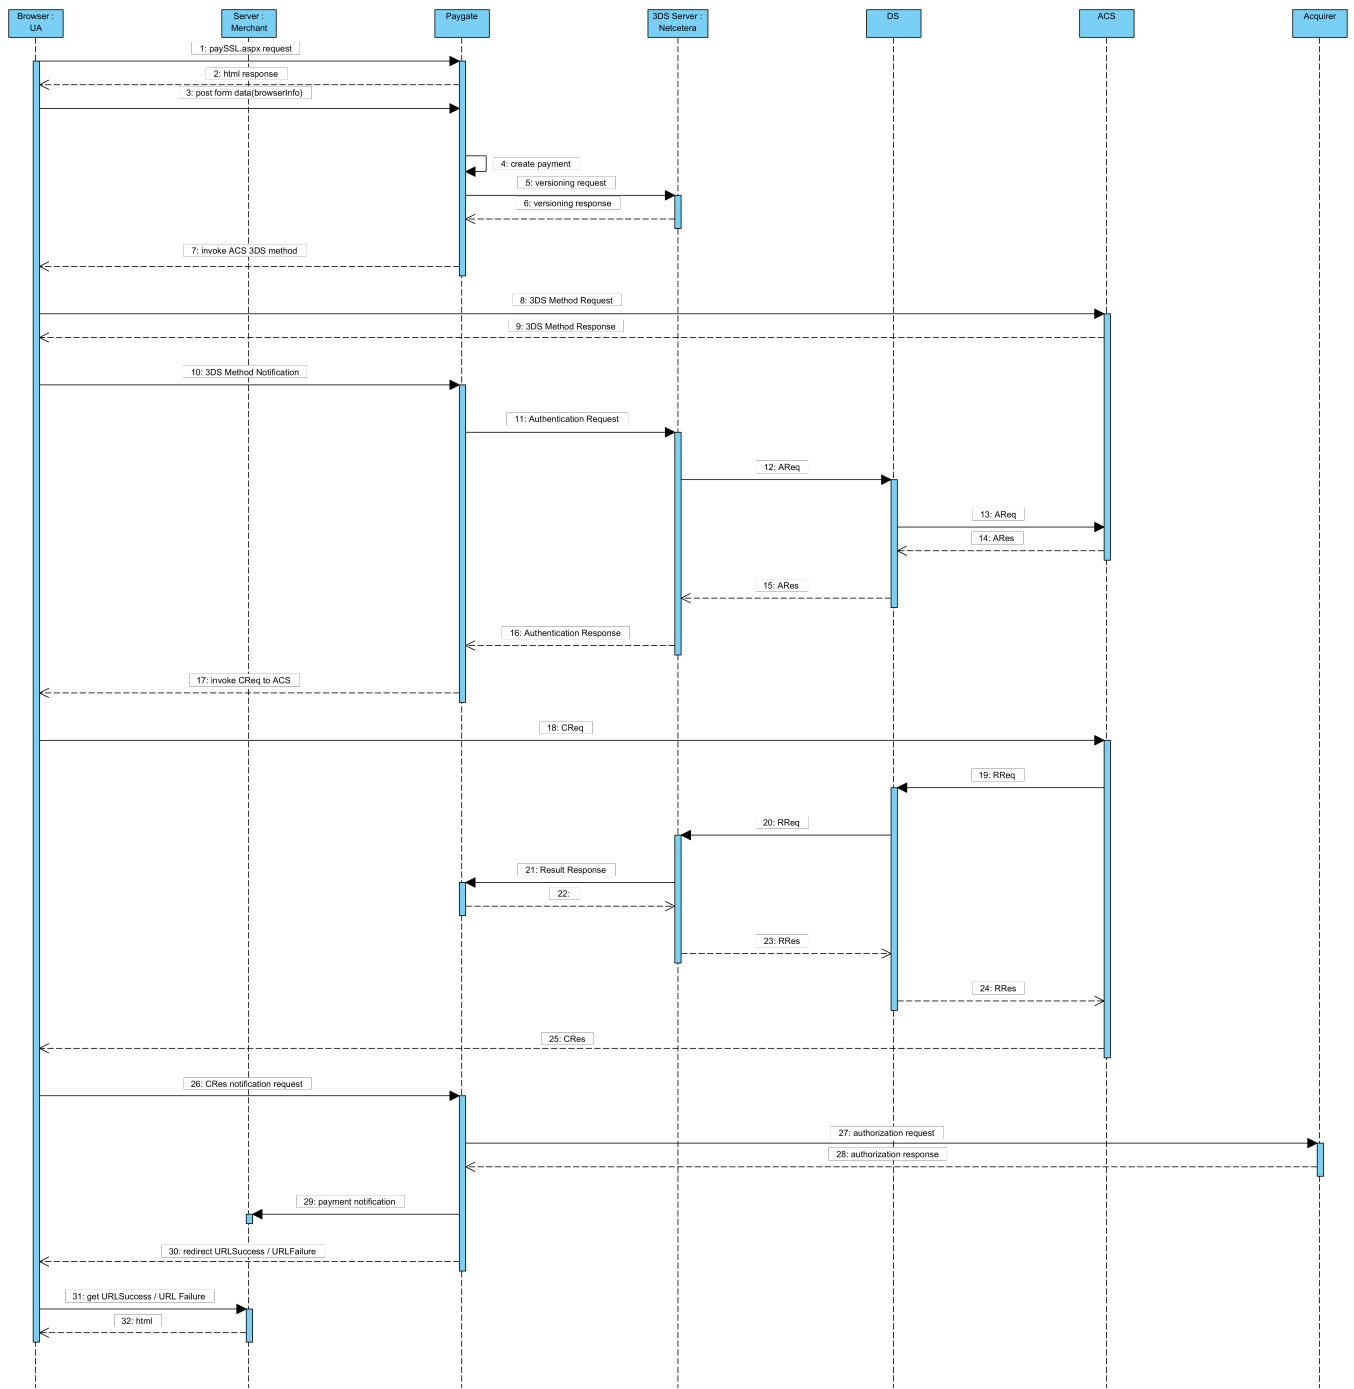 Browser :
UA
Server :
Merchant
Paygate
3DS Server :
Netcetera
DS
ACS
Acquirer
1: paySSL.aspx request
2: html response
3: post form data(browserInfo)
4: create payment
5: versioning request
6: versioning response
7: invoke ACS 3DS method
8: 3DS Method Request
9: 3DS Method Response
10: 3DS Method Notification
11: Authentication Request
12: AReq
13: AReq
14: ARes
15: ARes
16: Authentication Response
17: invoke CReq to ACS
18: CReq
19: RReq
20: RReq
21: Result Response
22:
23: RRes
24: RRes
25: CRes
26: CRes notification request
27: authorization request
28: authorization response
29: payment notification
30: redirect URLSuccess / URLFailure
31: get URLSuccess / URL Failure
32: html